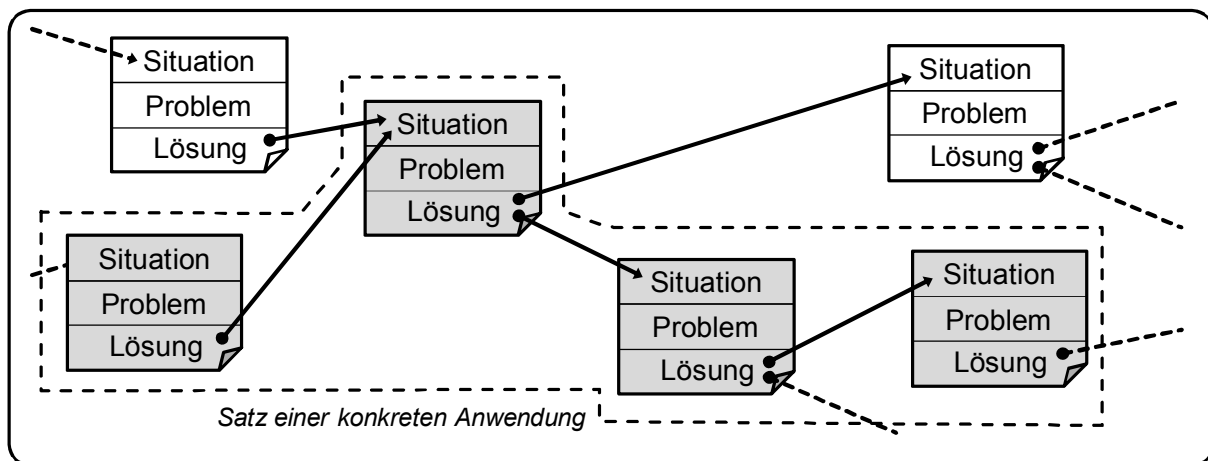 Situation
Problem
Lösung
Situation
Problem
Lösung
Situation
Problem
Lösung
Situation
Problem
Lösung
Situation
Problem
Lösung
Situation
Problem
Lösung
Satz einer konkreten Anwendung